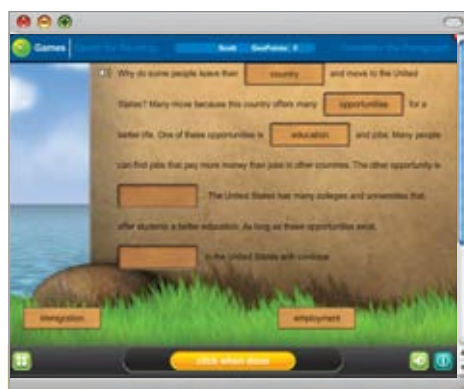 Games
Scott GeoPoints: 0
Why do some people leave their country and move to the United
States? Many move because this country offers many opportunities for a
better life. One of these opportunities is education and jobs. Many people
can find jobs that pay more money than jobs in other countries. The other opportunity is
. The United States has many colleges and universities that
offer students a better education. As long as these opportunities exist,
to the United States will continue.
immigration employment
click when done